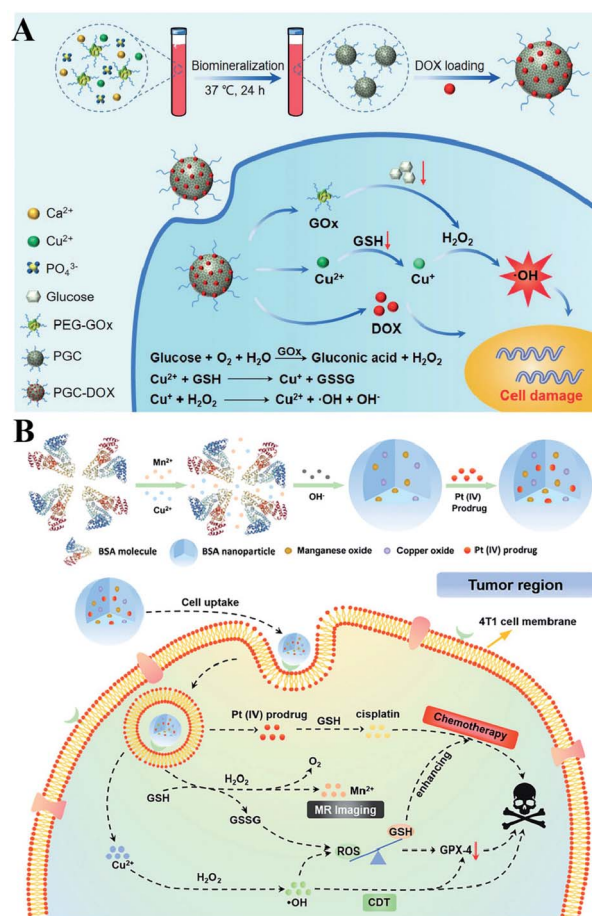 A
Biomineralization
37 ℃, 24 h
DOX loading
Ca²⁺
Cu²⁺
PO₄³⁻
Glucose
PEG-GOx
PGC
PGC-DOX
GOx
H₂O₂
GSH
Cu²⁺
Cu⁺
·OH
DOX
Glucose + O₂ + H₂O GOx Gluconic acid + H₂O₂
Cu²⁺ + GSH ⟶ Cu⁺ + GSSG
Cu⁺ + H₂O₂ ⟶ Cu²⁺ + ·OH + OH⁻
Cell damage
B
Mn²⁺
Cu²⁺
OH⁻
Pt (IV)
Prodrug
BSA molecule
BSA nanoparticle
Manganese oxide
Copper oxide
Pt (IV) prodrug
Tumor region
Cell uptake
4T1 cell membrane
Pt (IV) prodrug
GSH
cisplatin
Chemotherapy
O₂
H₂O₂
Mn²⁺
GSH
MR Imaging
enhancing
GSSG
GSH
ROS
GPX-4
Cu²⁺
H₂O₂
•OH
CDT